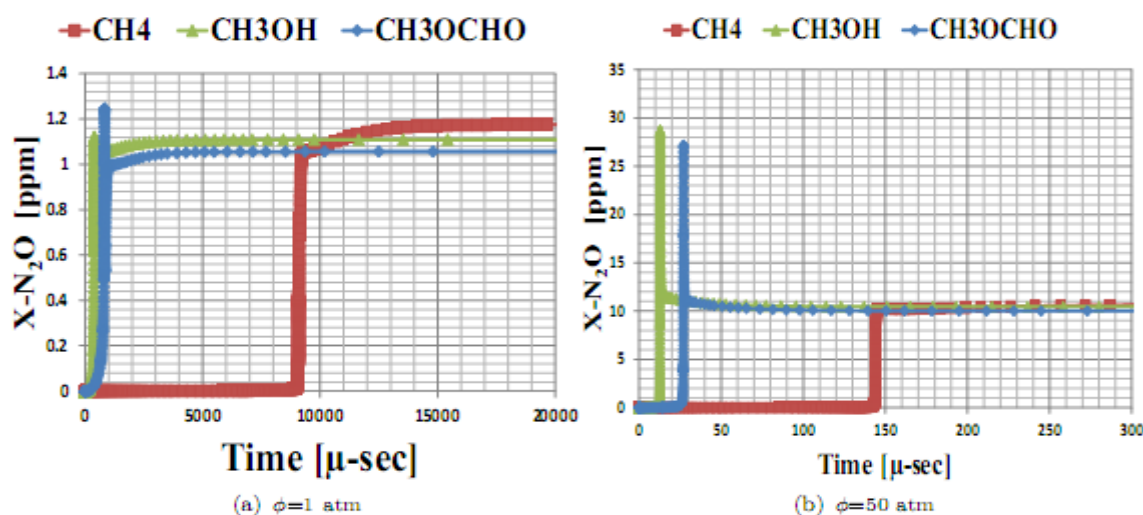 CH4 CH3OH CH3OCHO
X-N₂O [ppm]
1.4
1.2
1
0.8
0.6
0.4
0.2
0
0 5000 10000 15000 20000
Time [μ-sec]
(a) ϕ=1 atm
CH4 CH3OH CH3OCHO
X-N₂O [ppm]
35
30
25
20
15
10
5
0
0 50 100 150 200 250 300
Time [μ-sec]
(b) ϕ=50 atm